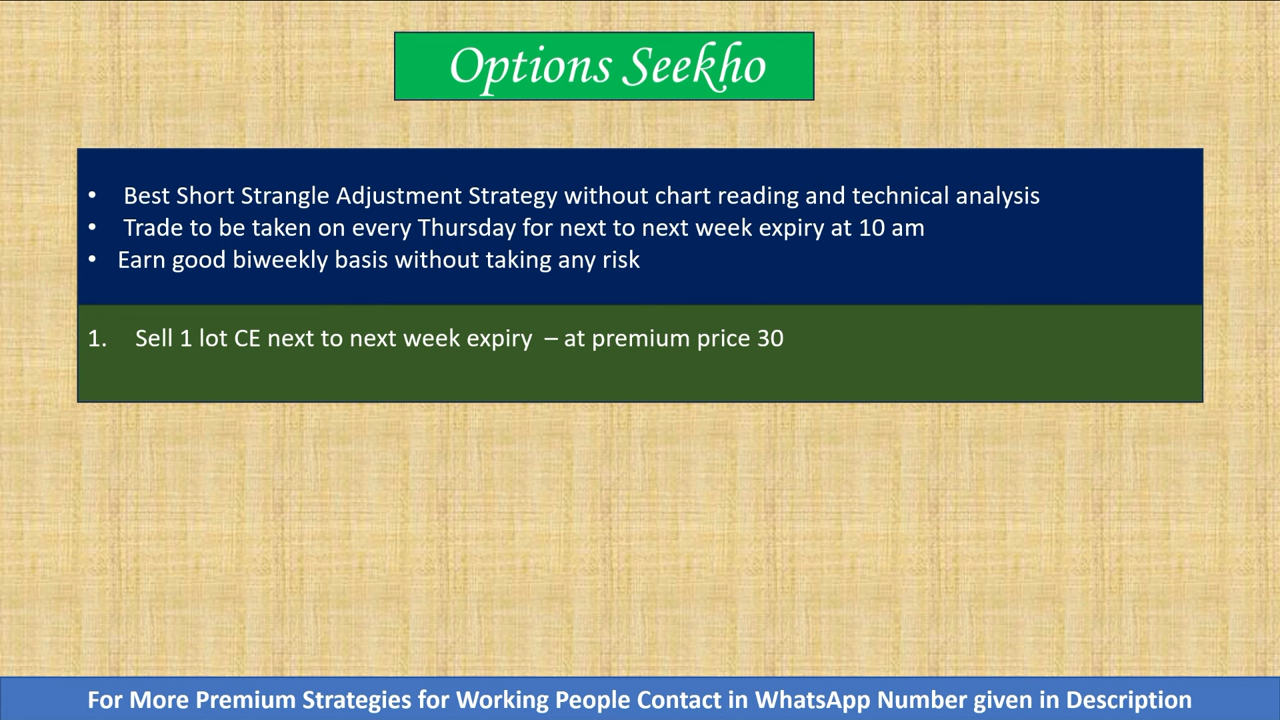 Options Seekho
• Best Short Strangle Adjustment Strategy without chart reading and technical analysis
• Trade to be taken on every Thursday for next to next week expiry at 10 am
• Earn good biweekly basis without taking any risk
1. Sell 1 lot CE next to next week expiry – at premium price 30
For More Premium Strategies for Working People Contact in WhatsApp Number given in Description